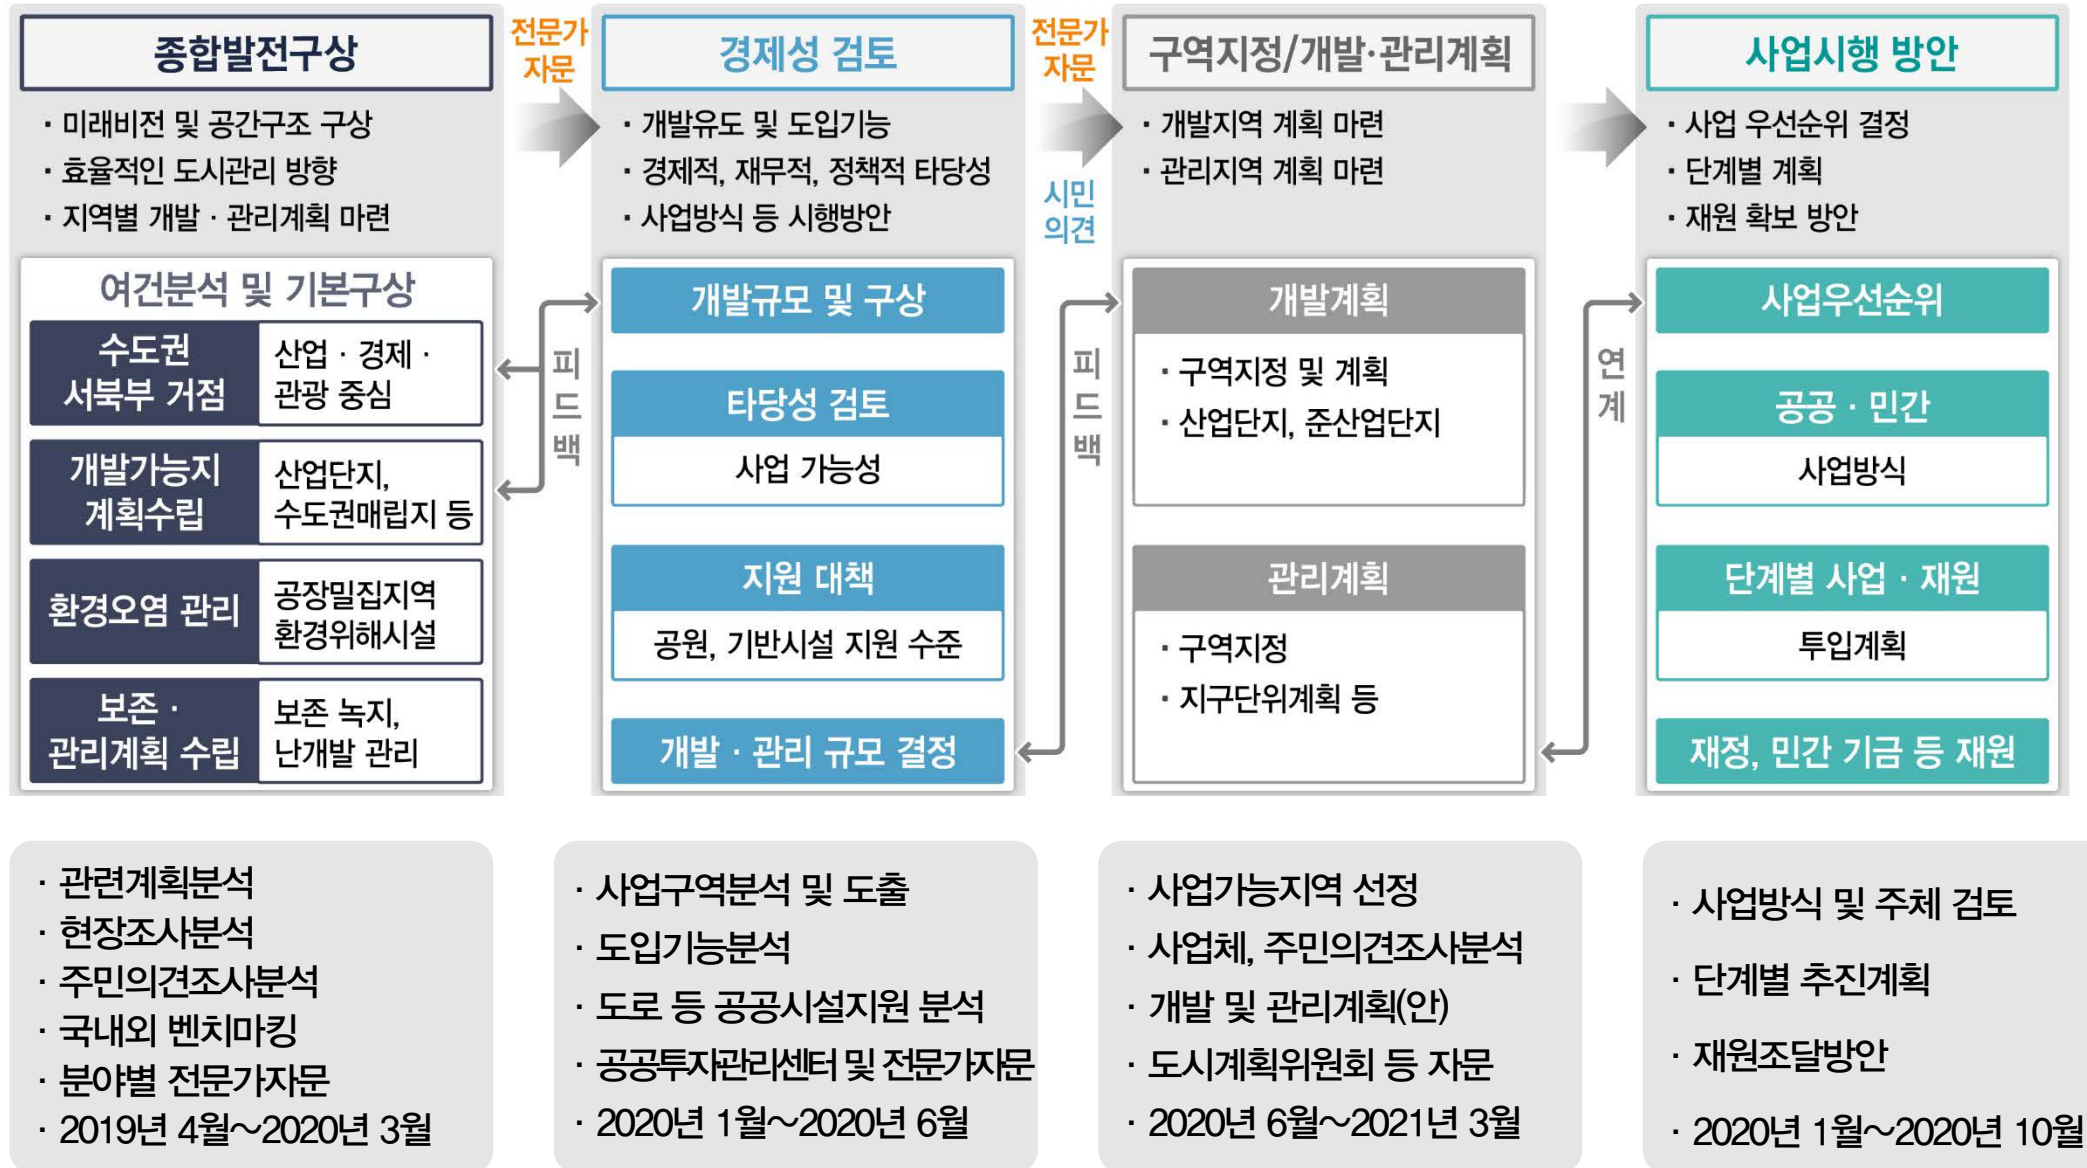 종합발전구상
· 미래비전 및 공간구조 구상
· 효율적인 도시관리 방향
· 지역별 개발 · 관리계획 마련
여건분석 및 기본구상
수도권
서북부 거점
산업 · 경제 ·
관광 중심
개발가능지
계획수립
산업단지,
수도권매립지 등
환경오염 관리
공장밀집지역
환경위해시설
보존 ·
관리계획 수립
보존 녹지,
난개발 관리
전문가
자문
피
드
백
경제성 검토
· 개발유도 및 도입기능
· 경제적, 재무적, 정책적 타당성
· 사업방식 등 시행방안
개발규모 및 구상
타당성 검토
사업 가능성
지원 대책
공원, 기반시설 지원 수준
개발 · 관리 규모 결정
전문가
자문
시민
의견
피
드
백
구역지정/개발·관리계획
· 개발지역 계획 마련
· 관리지역 계획 마련
개발계획
· 구역지정 및 계획
· 산업단지, 준산업단지
관리계획
· 구역지정
· 지구단위계획 등
연
계
사업시행 방안
· 사업 우선순위 결정
· 단계별 계획
· 재원 확보 방안
사업우선순위
공공 · 민간
사업방식
단계별 사업 · 재원
투입계획
재정, 민간 기금 등 재원
· 관련계획분석
· 현장조사분석
· 주민의견조사분석
· 국내외 벤치마킹
· 분야별 전문가자문
· 2019년 4월～2020년 3월
· 사업구역분석 및 도출
· 도입기능분석
· 도로 등 공공시설지원 분석
· 공공투자관리센터 및 전문가자문
· 2020년 1월～2020년 6월
· 사업가능지역 선정
· 사업체, 주민의견조사분석
· 개발 및 관리계획(안)
· 도시계획위원회 등 자문
· 2020년 6월～2021년 3월
· 사업방식 및 주체 검토
· 단계별 추진계획
· 재원조달방안
· 2020년 1월～2020년 10월